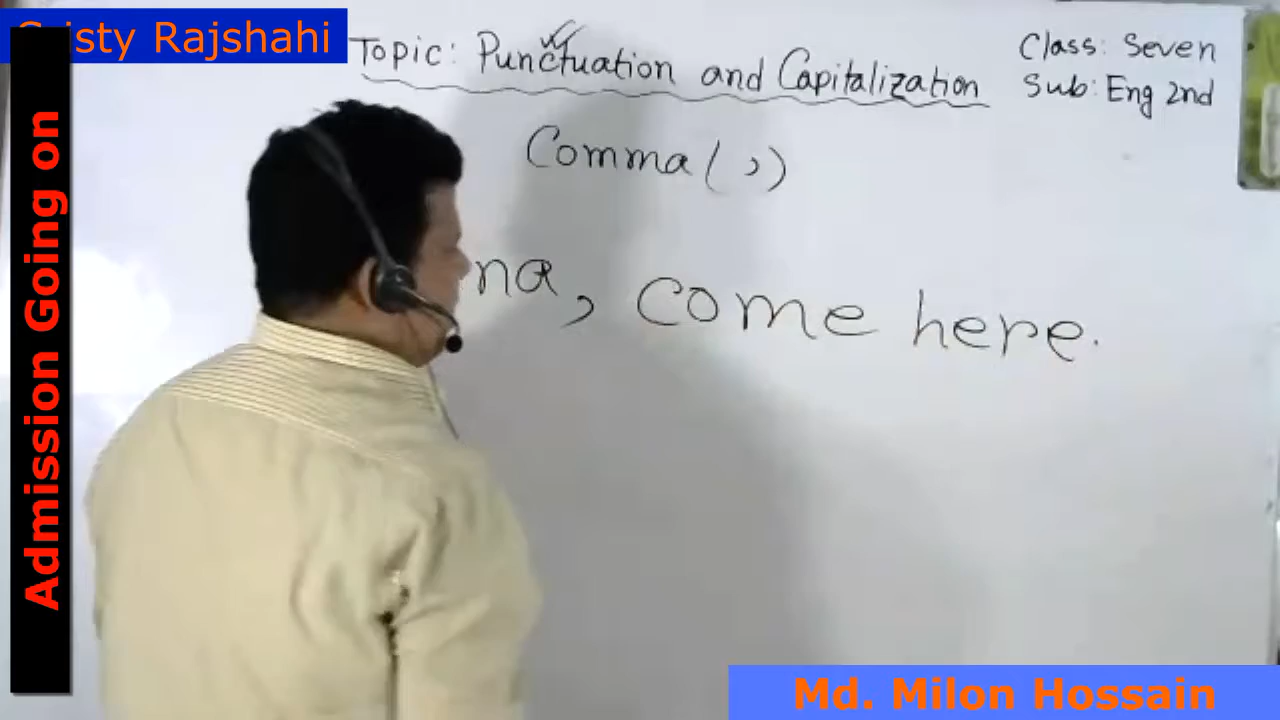 Rajshahi
Topic: Punctuation and Capitalization
Class: Seven
Sub: Eng 2nd
Comma ( , )
na, come here.
Admission Going on
Md. Milon Hossain